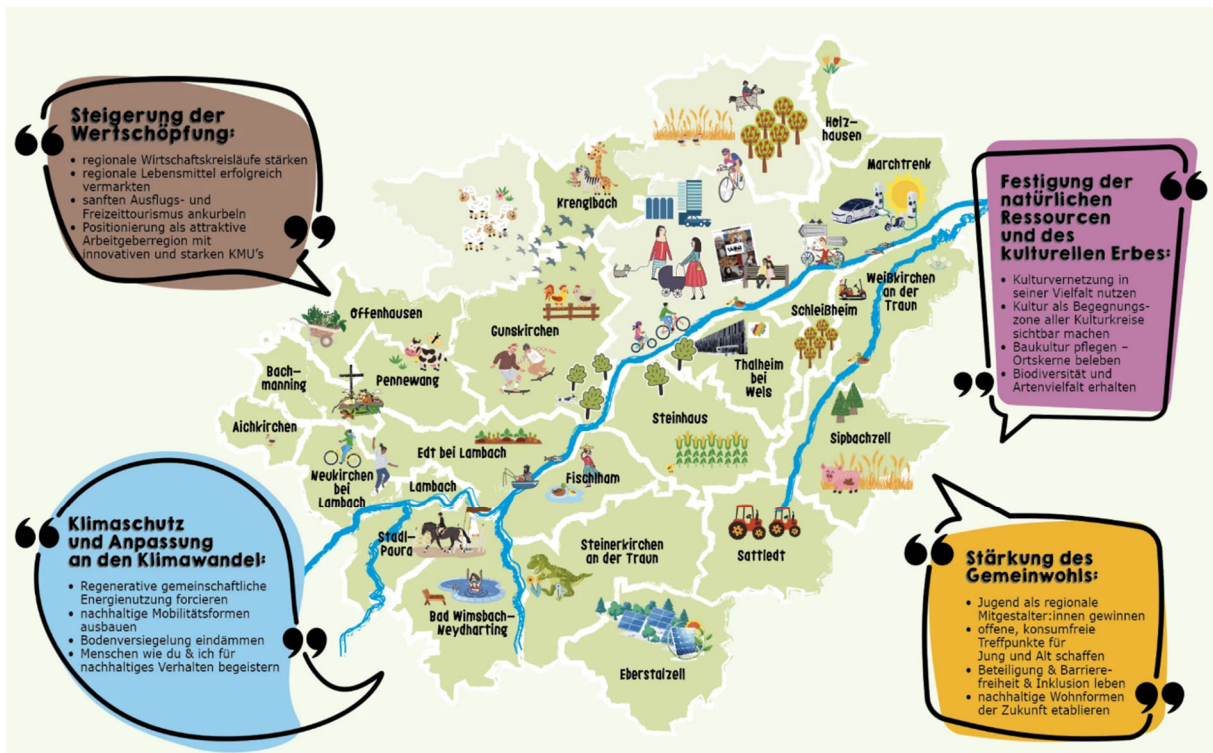 Steigerung der
Wertschöpfung:
• regionale Wirtschaftskreisläufe stärken
• regionale Lebensmittel erfolgreich
vermarkten
• sanften Ausflugs- und
Freizeittourismus ankurbeln
• Positionierung als attraktive
Arbeitgeberregion mit
innovativen und starken KMU's
Festigung der
natürlichen
Ressourcen
und des
kulturellen Erbes:
• Kulturvernetzung in
seiner Vielfalt nutzen
• Kultur als Begegnungs-
zone aller Kulturkreise
sichtbar machen
• Baukultur pflegen –
Ortskerne beleben
• Biodiversität und
Artenvielfalt erhalten
Holz-
hausen
Marchtrenk
Krenglbach
Weißkirchen
an der
Traun
Schleißheim
Offenhausen
Gunskirchen
Thalheim
bei
Wels
Bach-
manning
Pennewang
Aichkirchen
Steinhaus
Sipbachzell
Edt bei Lambach
Neukirchen
bei
Lambach
Lambach
Fischlham
Stadl-
Paura
Steinerkirchen
an der Traun
Sattledt
Bad Wimsbach-
Neydharting
Eberstalzell
Klimaschutz
und Anpassung
an den Klimawandel:
• Regenerative gemeinschaftliche
Energienutzung forcieren
• nachhaltige Mobilitätsformen
ausbauen
• Bodenversiegelung eindämmen
• Menschen wie du & ich für
nachhaltiges Verhalten begeistern
Stärkung des
Gemeinwohls:
• Jugend als regionale
Mitgestalter:innen gewinnen
• offene, konsumfreie
Treffpunkte für
Jung und Alt schaffen
• Beteiligung & Barriere-
freiheit & Inklusion leben
• nachhaltige Wohnformen
der Zukunft etablieren